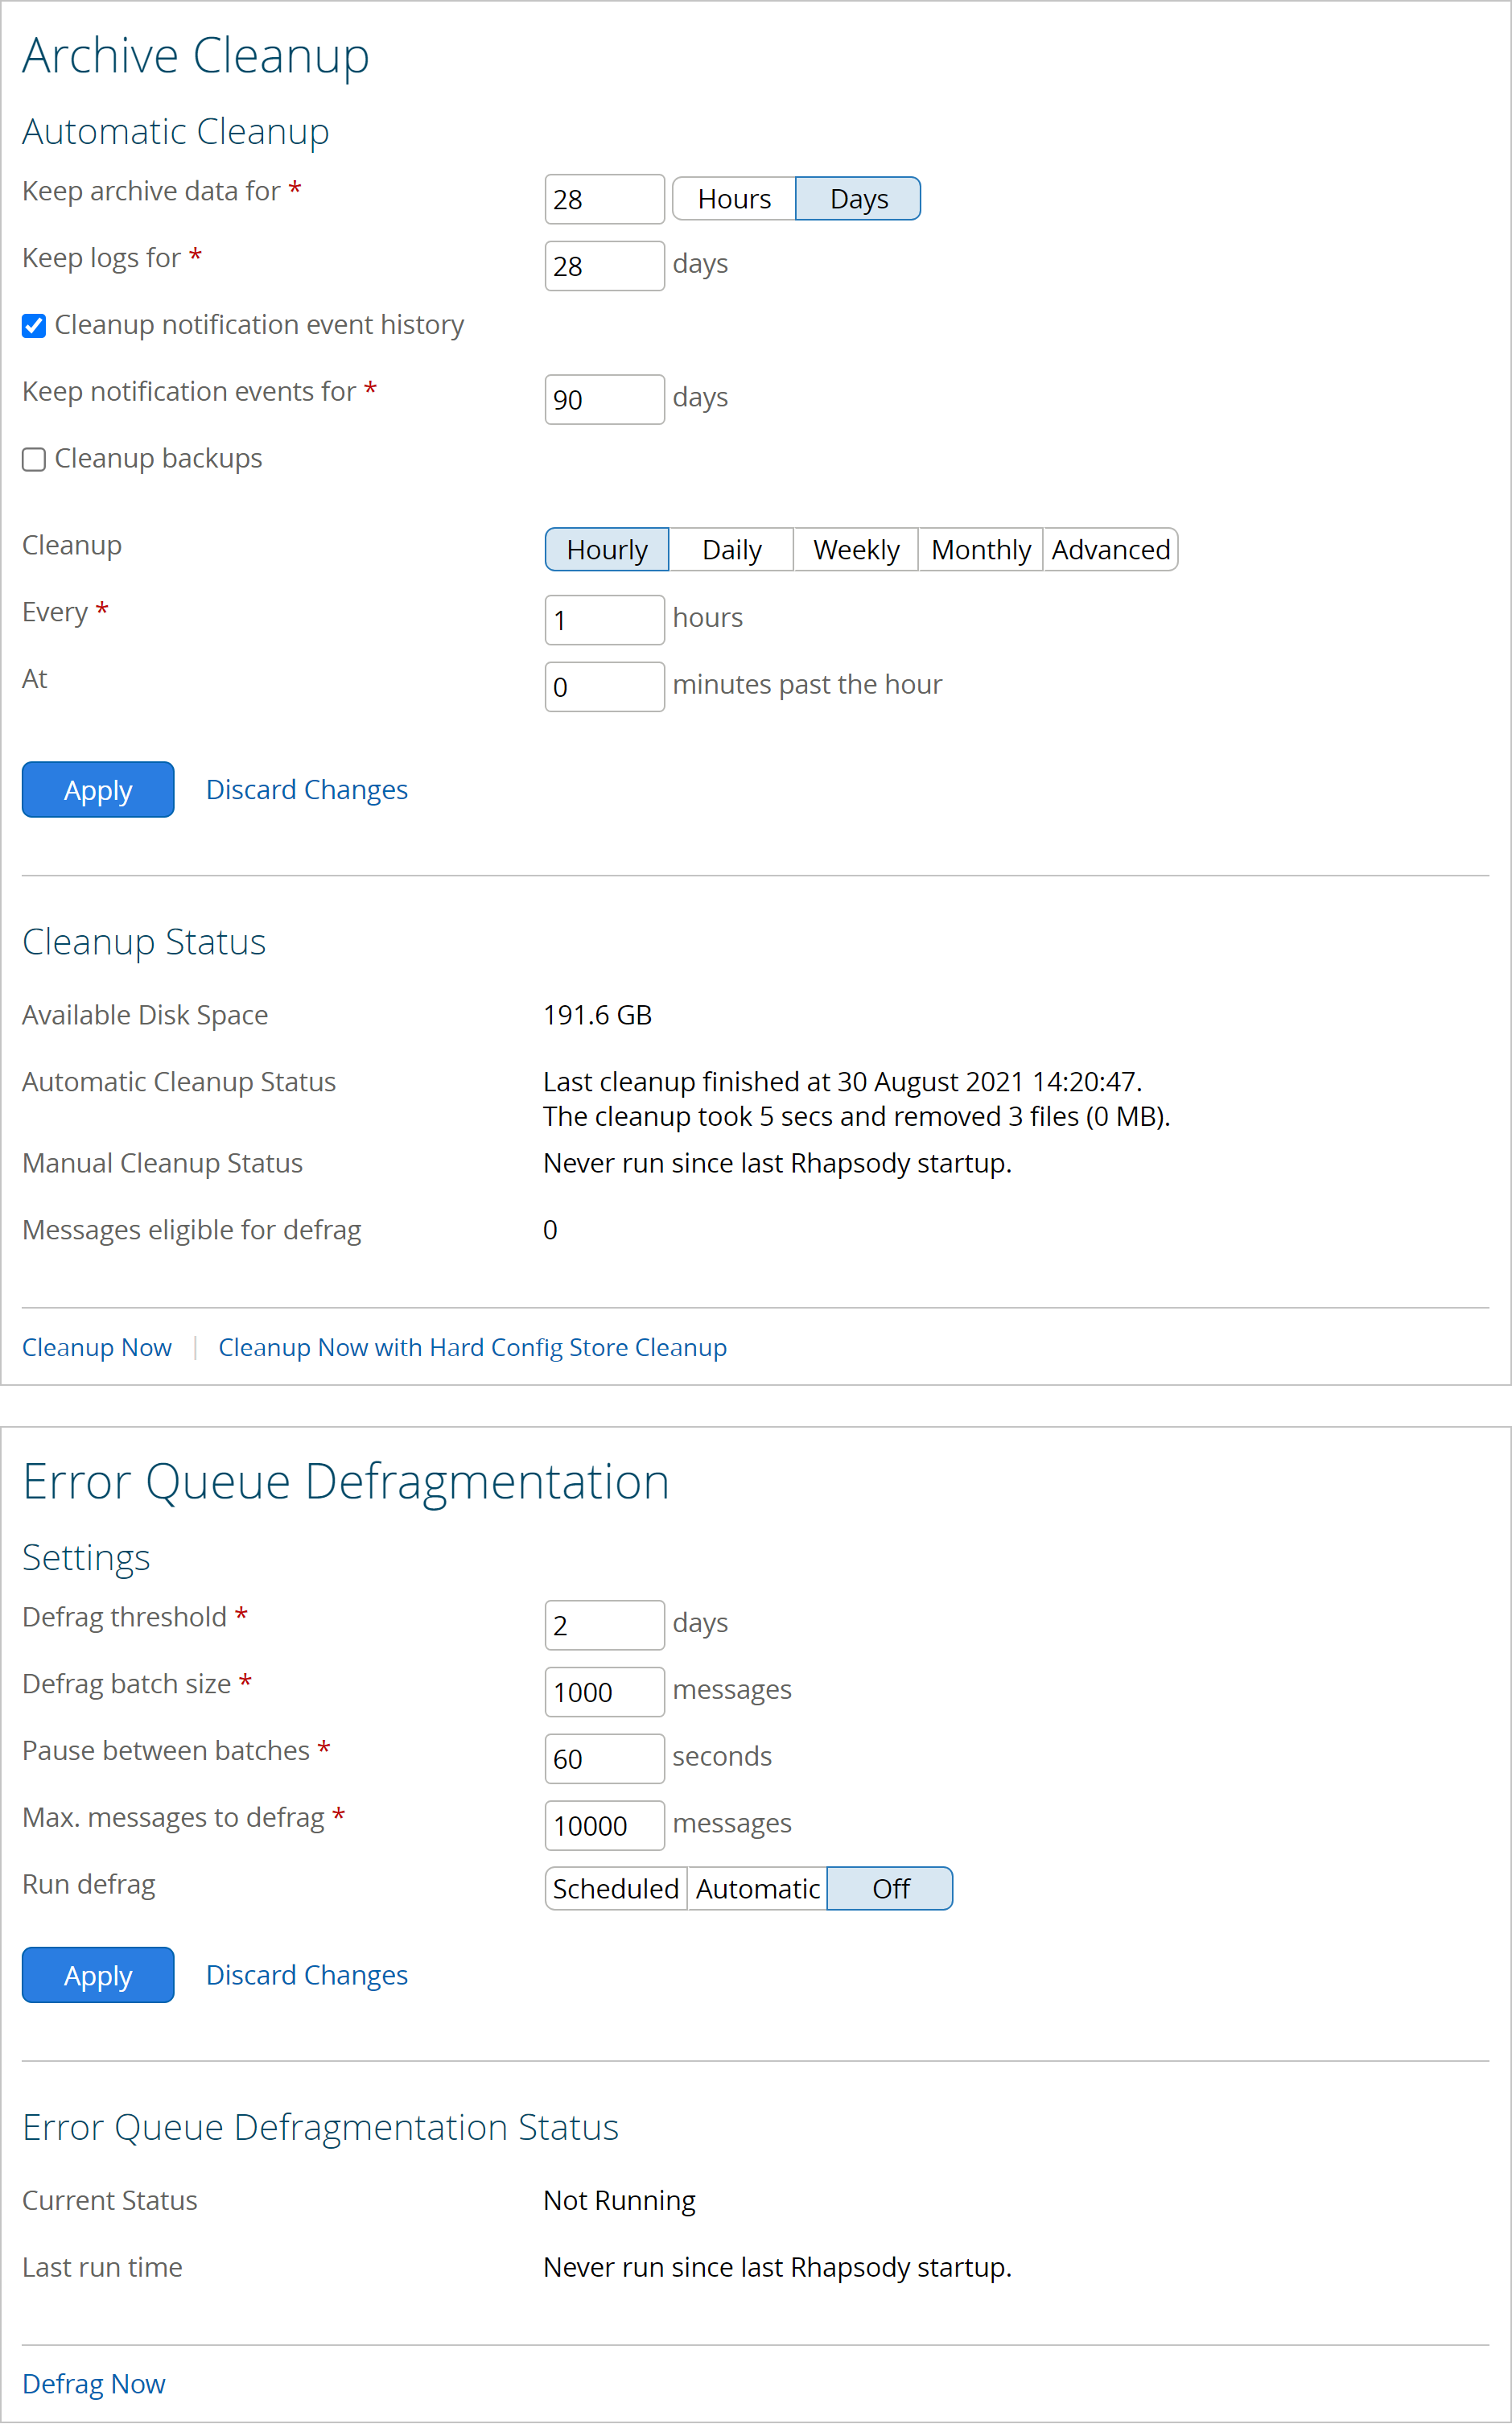 Archive Cleanup
Automatic Cleanup
Keep archive data for * 28 Hours Days
Keep logs for * 28 days
Cleanup notification event history
Keep notification events for * 90 days
Cleanup backups
Cleanup Hourly Daily Weekly Monthly Advanced
Every * 1 hours
At 0 minutes past the hour
Apply Discard Changes
Cleanup Status
Available Disk Space 191.6 GB
Automatic Cleanup Status Last cleanup finished at 30 August 2021 14:20:47.
The cleanup took 5 secs and removed 3 files (0 MB).
Manual Cleanup Status Never run since last Rhapsody startup.
Messages eligible for defrag 0
Cleanup Now | Cleanup Now with Hard Config Store Cleanup
Error Queue Defragmentation
Settings
Defrag threshold * 2 days
Defrag batch size * 1000 messages
Pause between batches * 60 seconds
Max. messages to defrag * 10000 messages
Run defrag Scheduled Automatic Off
Apply Discard Changes
Error Queue Defragmentation Status
Current Status Not Running
Last run time Never run since last Rhapsody startup.
Defrag Now